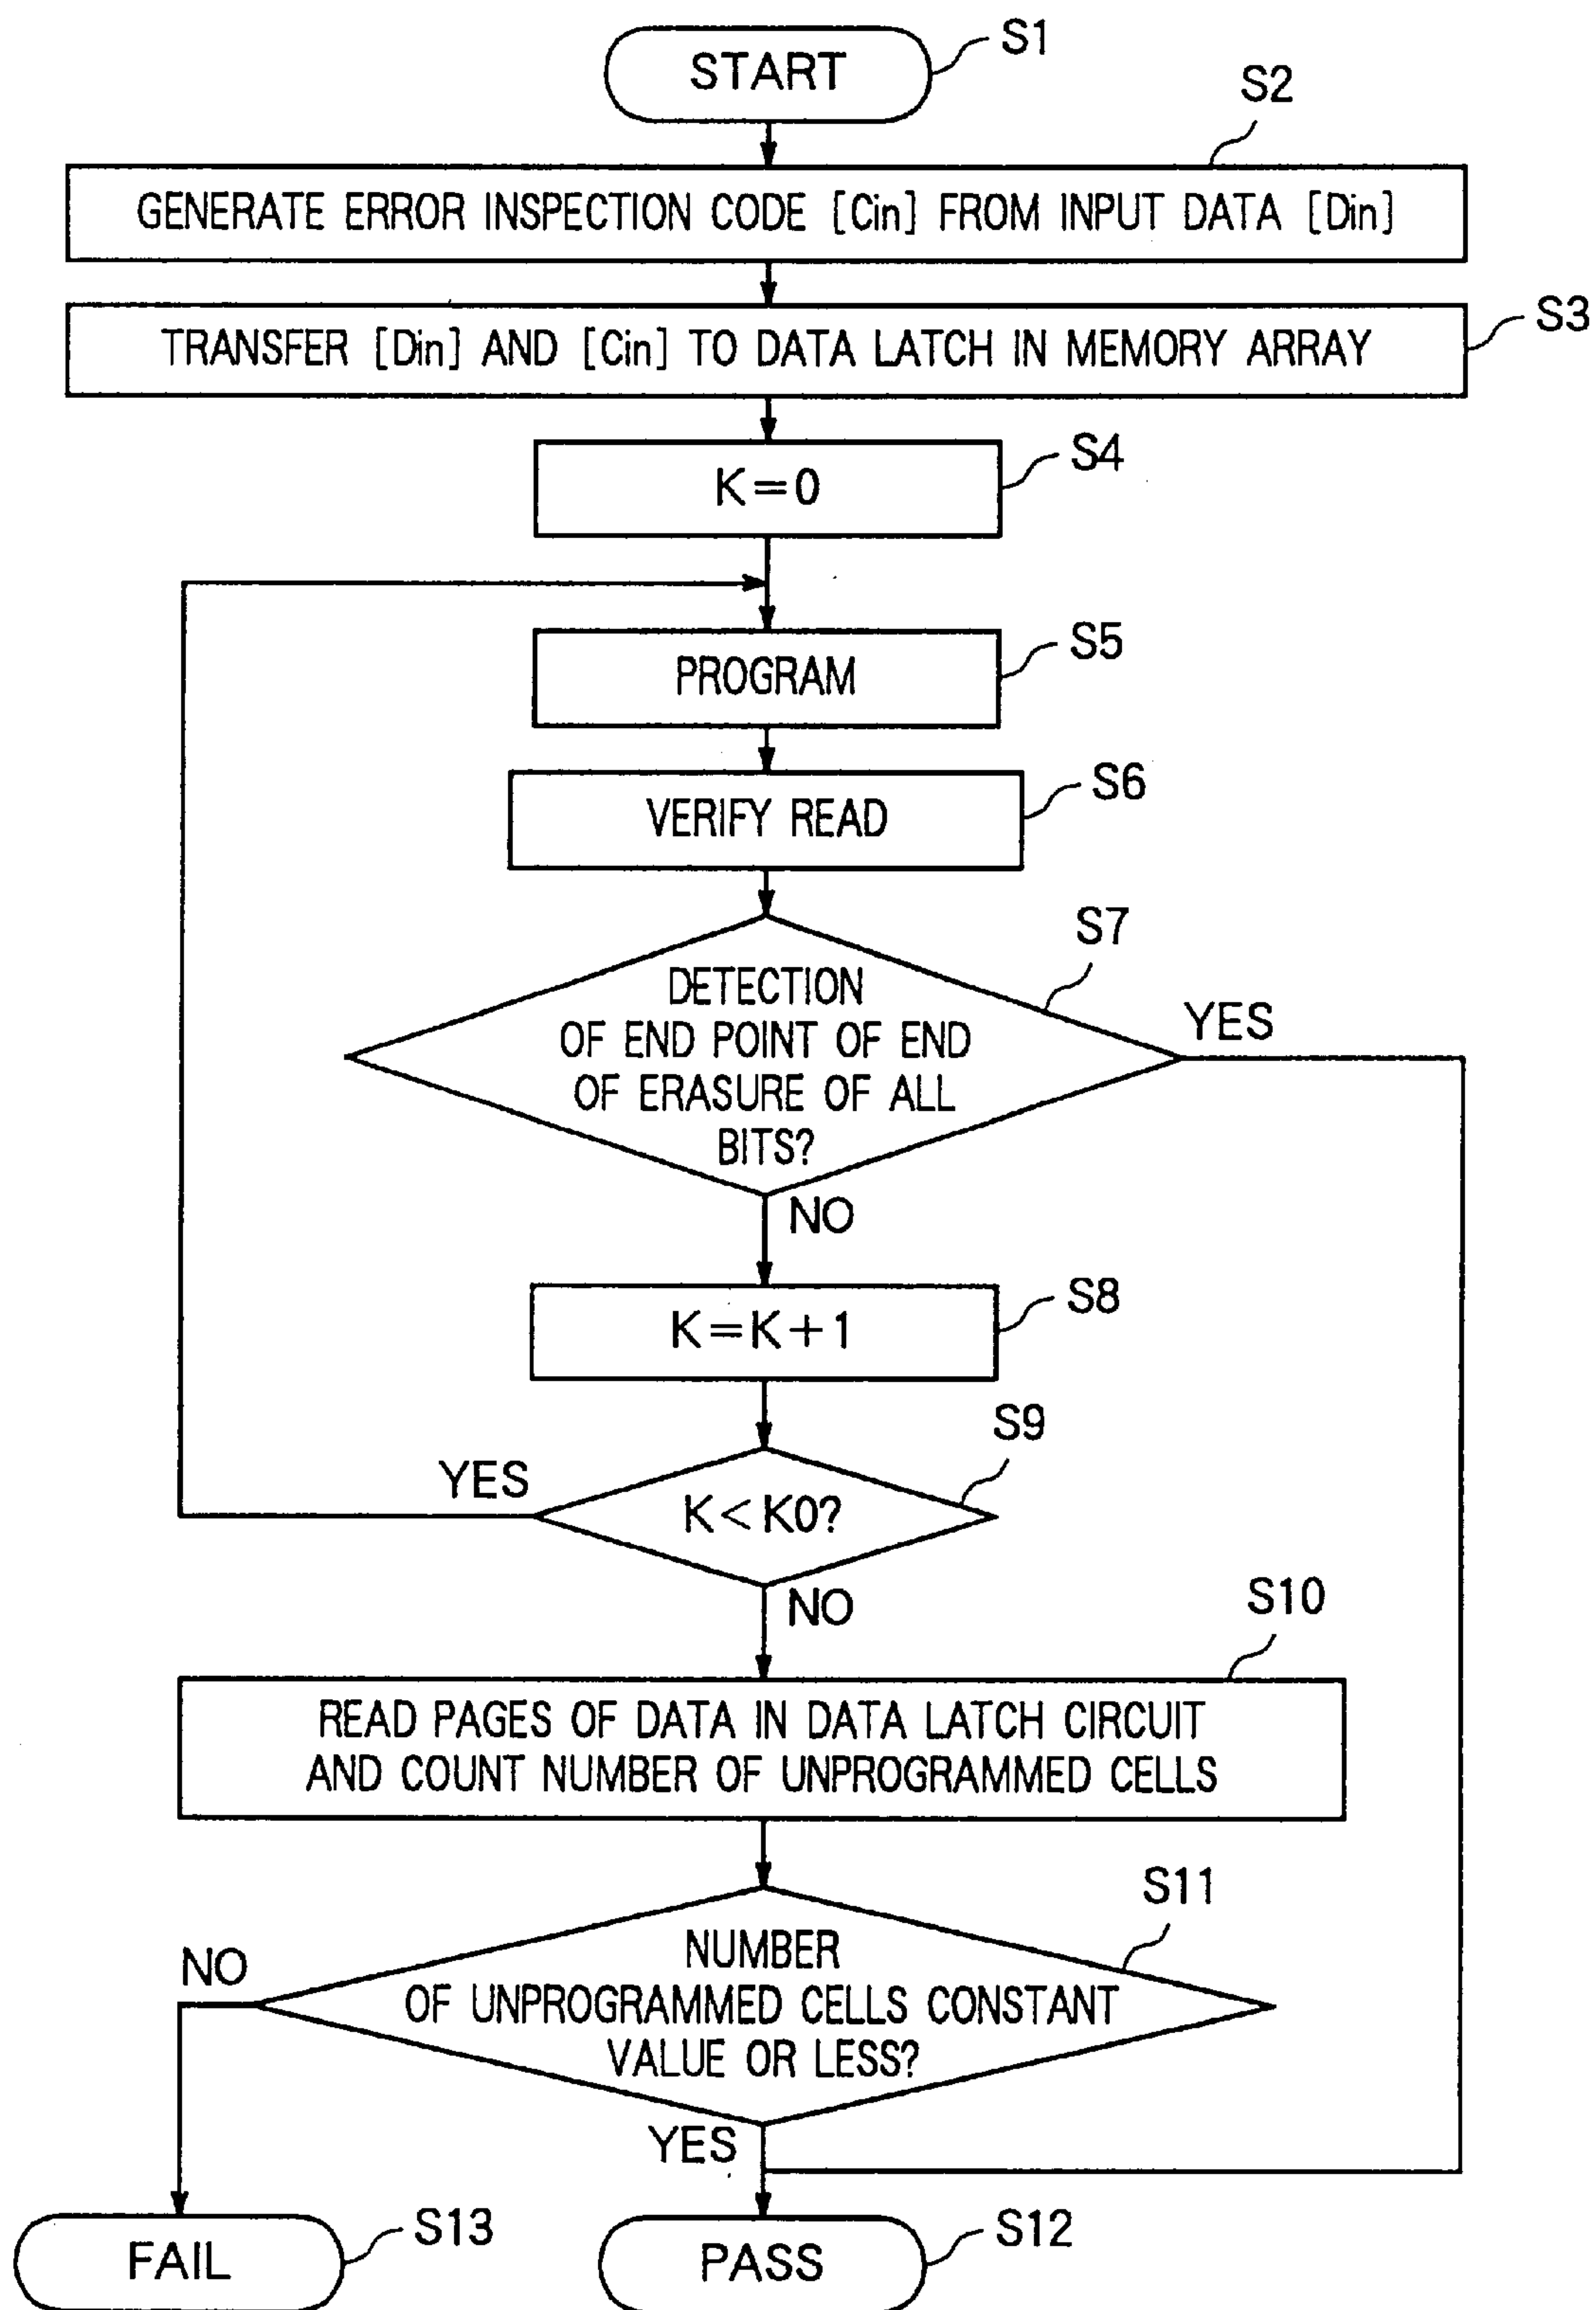 START
S1
S2
GENERATE ERROR INSPECTION CODE [Cin] FROM INPUT DATA [Din]
S3
TRANSFER [Din] AND [Cin] TO DATA LATCH IN MEMORY ARRAY
S4
K=0
S5
PROGRAM
S6
VERIFY READ
S7
DETECTION
OF END POINT OF END
OF ERASURE OF ALL
BITS?
YES
NO
S8
K=K+1
S9
YES
K<K0?
NO
S10
READ PAGES OF DATA IN DATA LATCH CIRCUIT
AND COUNT NUMBER OF UNPROGRAMMED CELLS
S11
NO
NUMBER
OF UNPROGRAMMED CELLS CONSTANT
VALUE OR LESS?
YES
FAIL
S13
PASS
S12